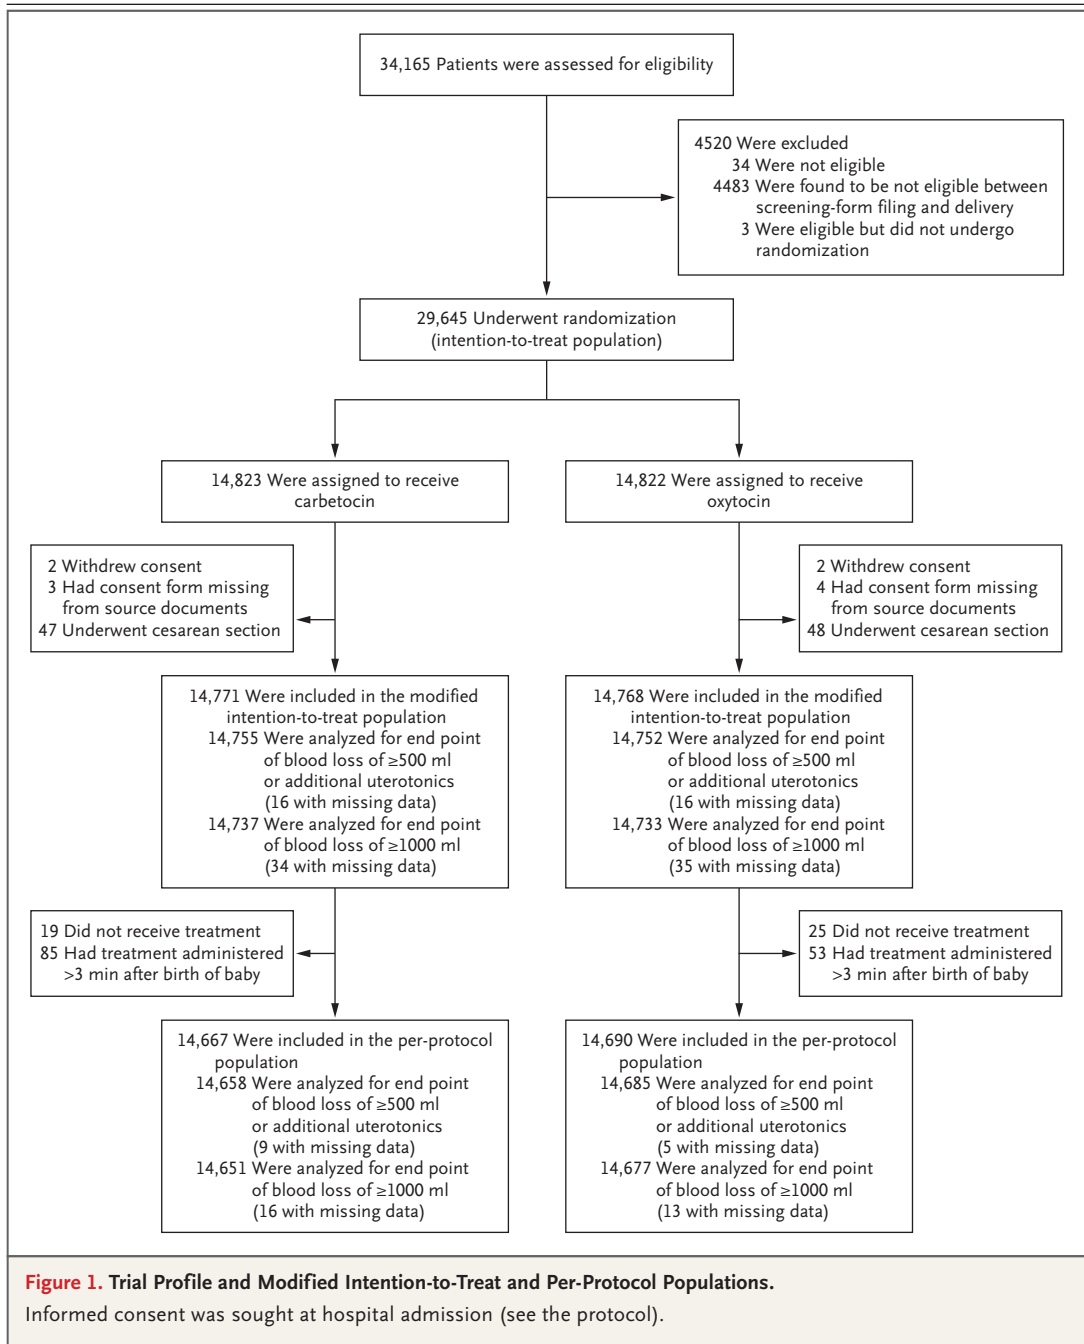 34,165 Patients were assessed for eligibility
4520 Were excluded
34 Were not eligible
4483 Were found to be not eligible between
screening-form filing and delivery
3 Were eligible but did not undergo
randomization
29,645 Underwent randomization
(intention-to-treat population)
14,823 Were assigned to receive
carbetocin
14,822 Were assigned to receive
oxytocin
2 Withdrew consent
3 Had consent form missing
from source documents
47 Underwent cesarean section
2 Withdrew consent
4 Had consent form missing
from source documents
48 Underwent cesarean section
14,771 Were included in the modified
intention-to-treat population
14,755 Were analyzed for end point
of blood loss of ≥500 ml
or additional uterotonics
(16 with missing data)
14,737 Were analyzed for end point
of blood loss of ≥1000 ml
(34 with missing data)
14,768 Were included in the modified
intention-to-treat population
14,752 Were analyzed for end point
of blood loss of ≥500 ml
or additional uterotonics
(16 with missing data)
14,733 Were analyzed for end point
of blood loss of ≥1000 ml
(35 with missing data)
19 Did not receive treatment
85 Had treatment administered
>3 min after birth of baby
25 Did not receive treatment
53 Had treatment administered
>3 min after birth of baby
14,667 Were included in the per-protocol
population
14,658 Were analyzed for end point
of blood loss of ≥500 ml
or additional uterotonics
(9 with missing data)
14,651 Were analyzed for end point
of blood loss of ≥1000 ml
(16 with missing data)
14,690 Were included in the per-protocol
population
14,685 Were analyzed for end point
of blood loss of ≥500 ml
or additional uterotonics
(5 with missing data)
14,677 Were analyzed for end point
of blood loss of ≥1000 ml
(13 with missing data)
Figure 1. Trial Profile and Modified Intention-to-Treat and Per-Protocol Populations.
Informed consent was sought at hospital admission (see the protocol).